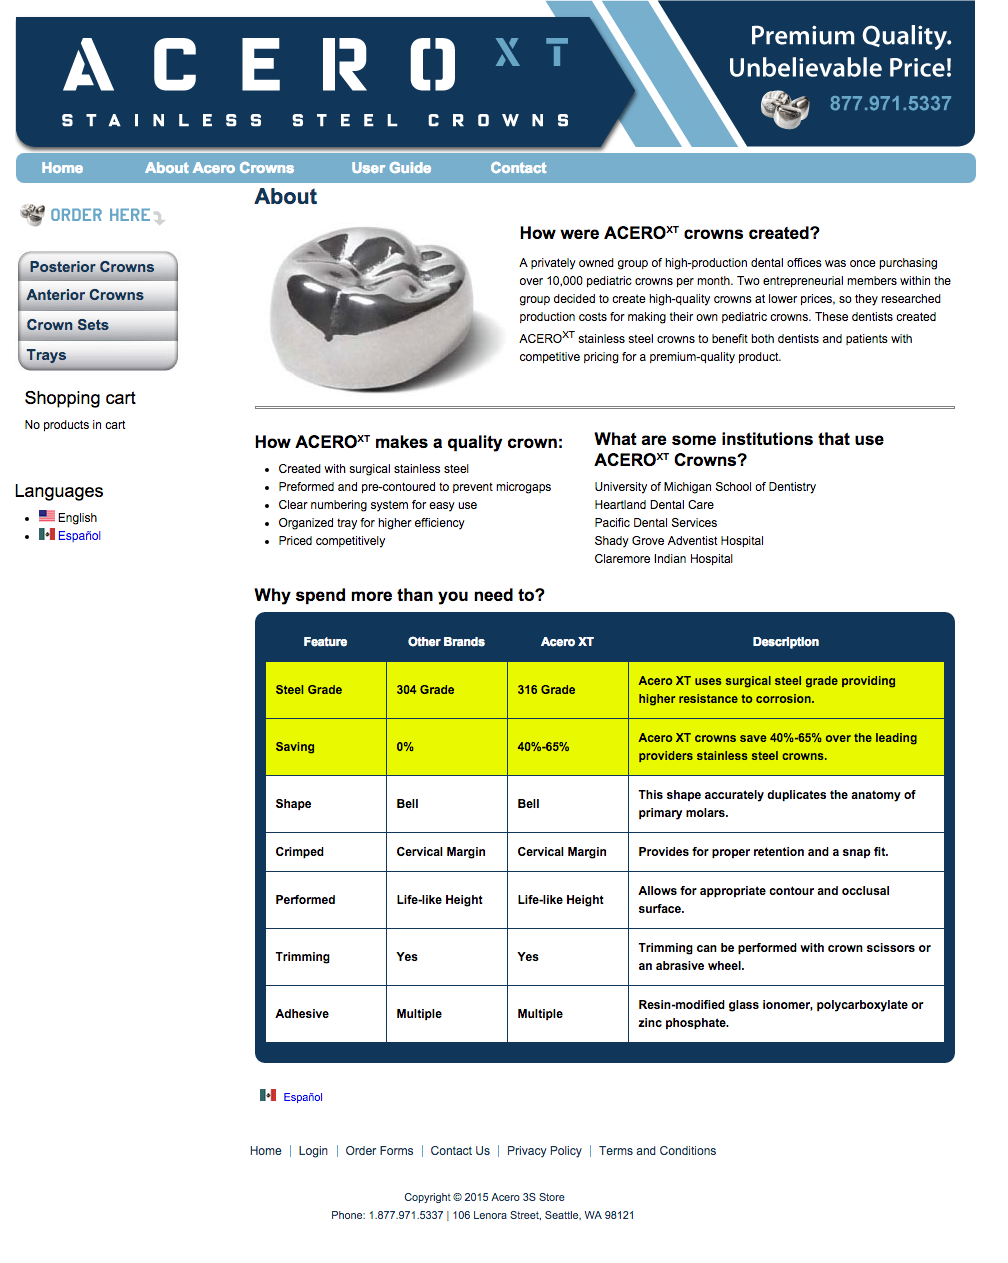 ACERO XT
STAINLESS STEEL CROWNS
Premium Quality.
Unbelievable Price!
877.971.5337
Home About Acero Crowns User Guide Contact
ORDER HERE
Posterior Crowns
Anterior Crowns
Crown Sets
Trays
Shopping cart
No products in cart
Languages
English
Español
About
How were ACEROXT crowns created?
A privately owned group of high-production dental offices was once purchasing
over 10,000 pediatric crowns per month. Two entrepreneurial members within the
group decided to create high-quality crowns at lower prices, so they researched
production costs for making their own pediatric crowns. These dentists created
ACEROXT stainless steel crowns to benefit both dentists and patients with
competitive pricing for a premium-quality product.
How ACEROXT makes a quality crown:
Created with surgical stainless steel
Preformed and pre-contoured to prevent microgaps
Clear numbering system for easy use
Organized tray for higher efficiency
Priced competitively
What are some institutions that use
ACEROXT Crowns?
University of Michigan School of Dentistry
Heartland Dental Care
Pacific Dental Services
Shady Grove Adventist Hospital
Claremore Indian Hospital
Why spend more than you need to?
Feature Other Brands Acero XT Description
Steel Grade 304 Grade 316 Grade Acero XT uses surgical steel grade providing
higher resistance to corrosion.
Saving 0% 40%-65% Acero XT crowns save 40%-65% over the leading
providers stainless steel crowns.
Shape Bell Bell This shape accurately duplicates the anatomy of
primary molars.
Crimped Cervical Margin Cervical Margin Provides for proper retention and a snap fit.
Performed Life-like Height Life-like Height Allows for appropriate contour and occlusal
surface.
Trimming Yes Yes Trimming can be performed with crown scissors or
an abrasive wheel.
Adhesive Multiple Multiple Resin-modified glass ionomer, polycarboxylate or
zinc phosphate.
Español
Home | Login | Order Forms | Contact Us | Privacy Policy | Terms and Conditions
Copyright © 2015 Acero 3S Store
Phone: 1.877.971.5337 | 106 Lenora Street, Seattle, WA 98121